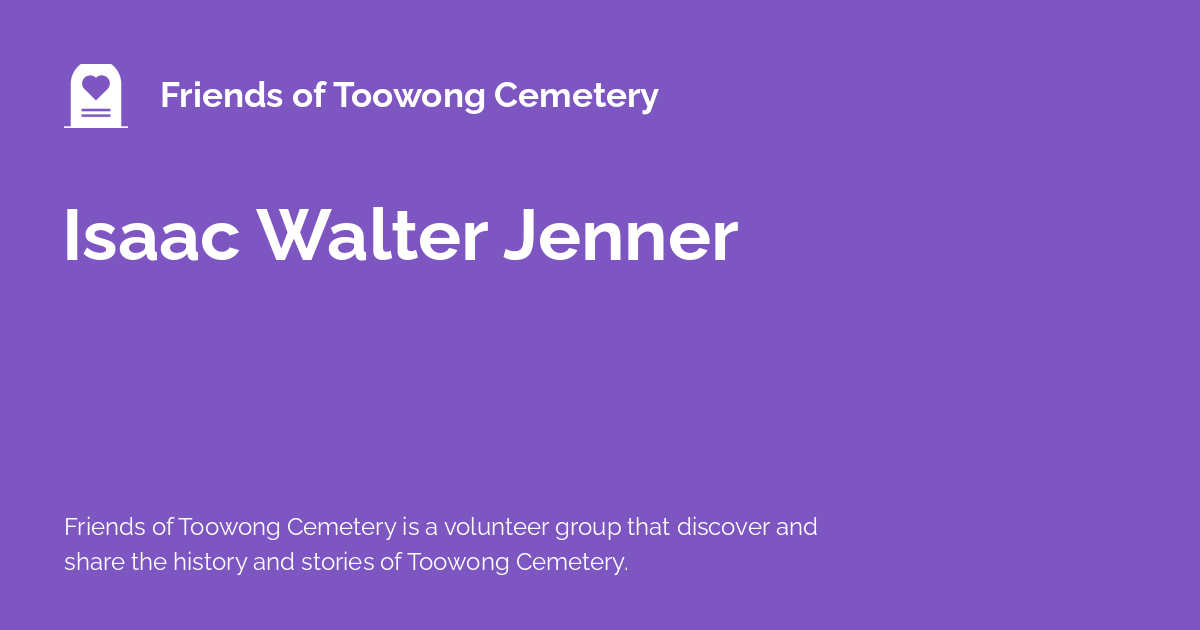 Friends of Toowong Cemetery
Isaac Walter Jenner
Friends of Toowong Cemetery is a volunteer group that discover and
share the history and stories of Toowong Cemetery.